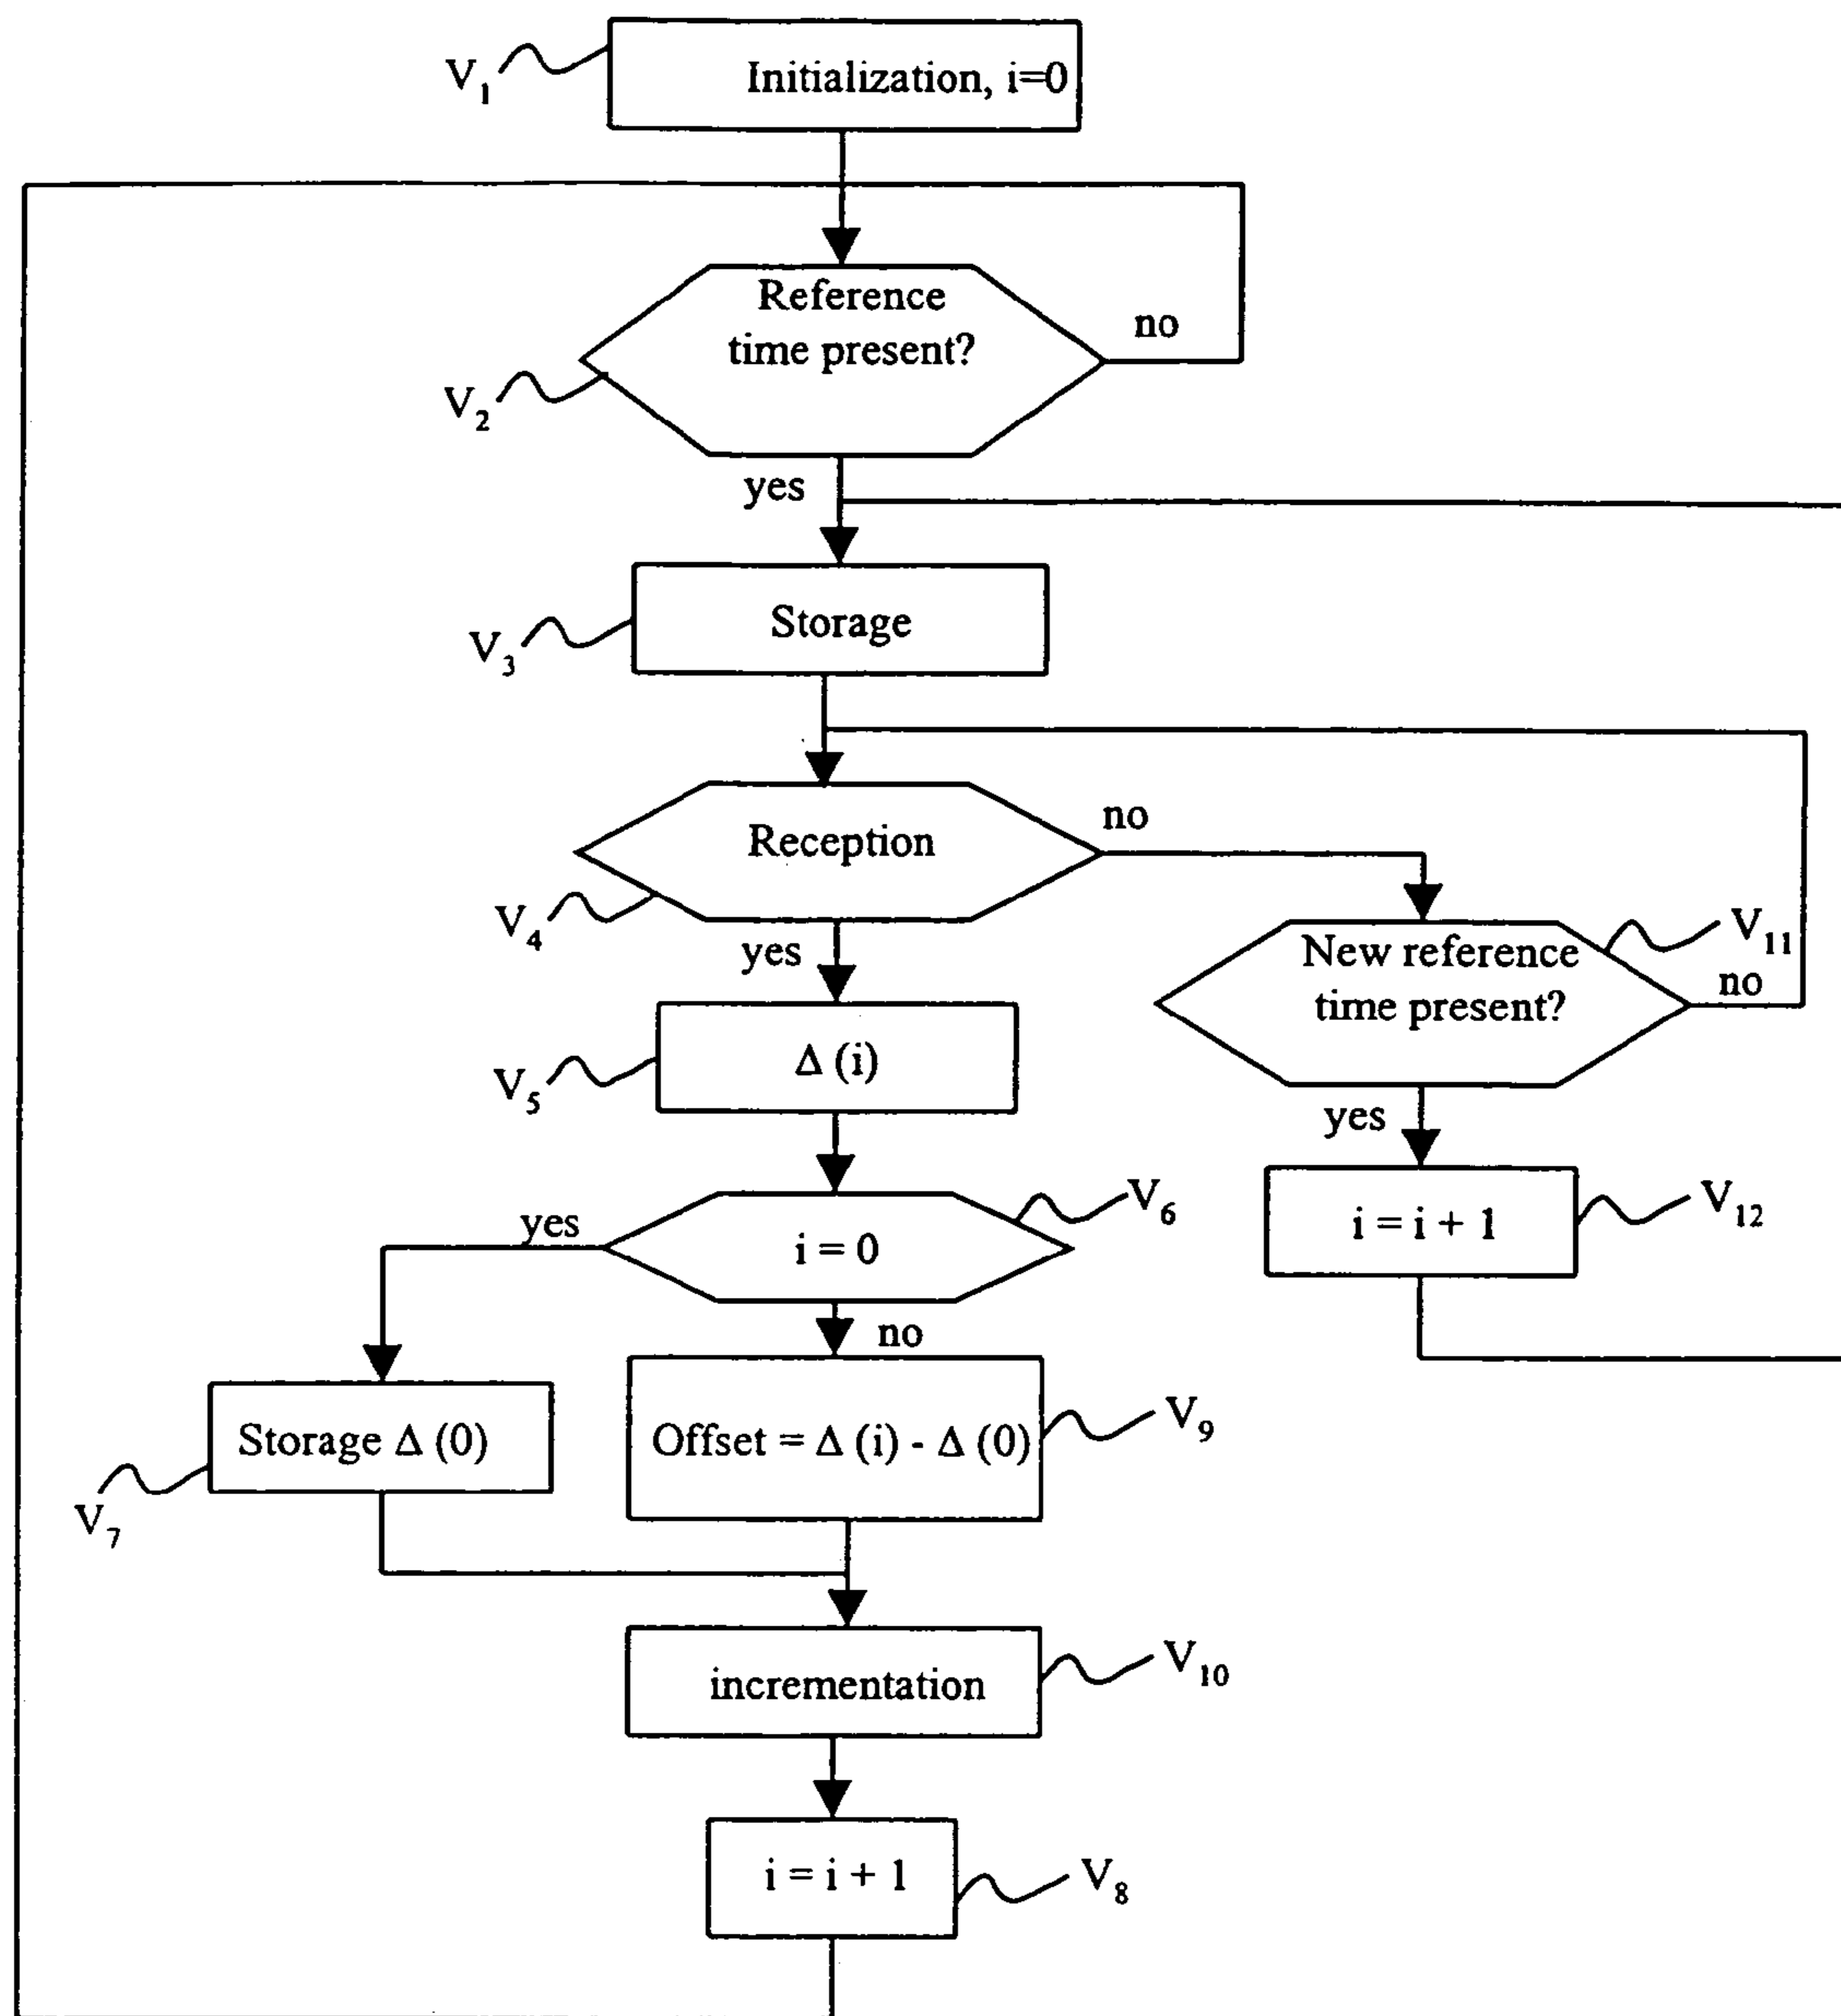 V1
Initialization, i=0
Reference
time present?
no
V2
yes
Storage
V3
Reception
no
V4
yes
New reference
time present?
V11
no
Δ (i)
V5
yes
i = i + 1
V12
V6
yes
i = 0
no
Storage Δ (0)
V7
Offset = Δ (i) - Δ (0)
V9
incrementation
V10
i = i + 1
V8